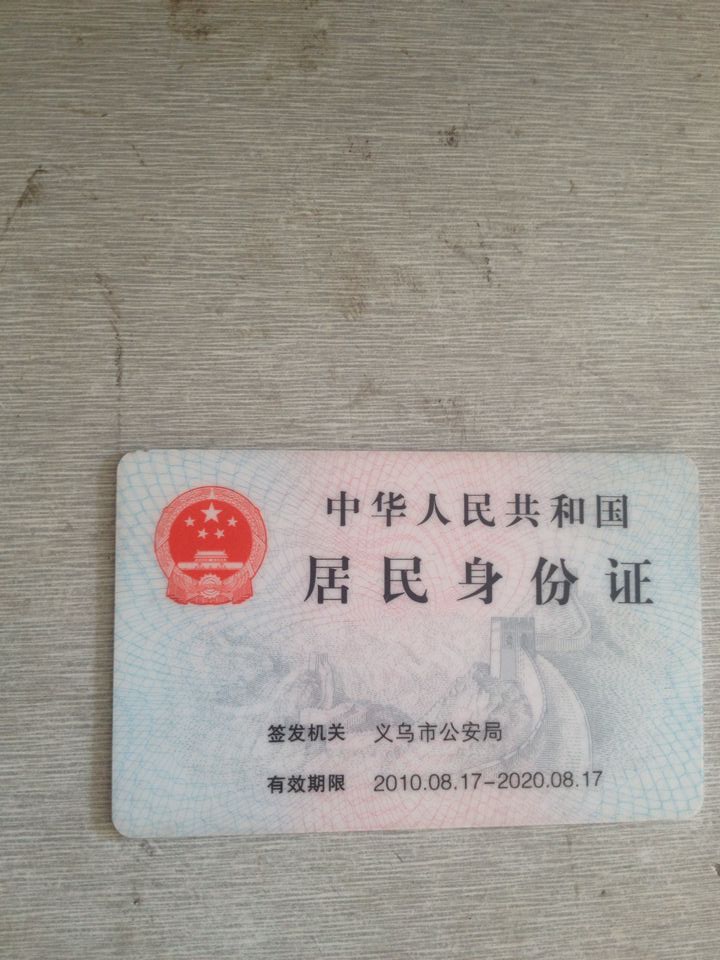 中华人民共和国
居民身份证
签发机关 义乌市公安局
有效期限 2010.08.17-2020.08.17